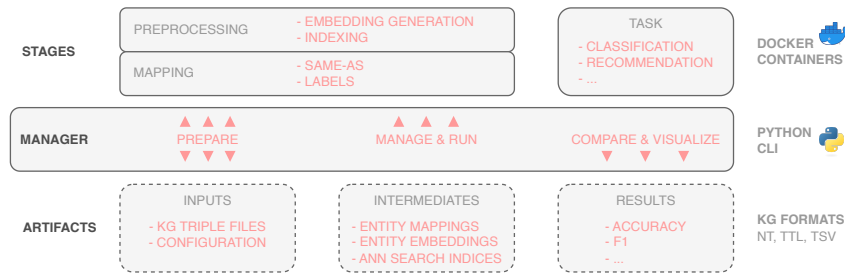 STAGES
PREPROCESSING
- EMBEDDING GENERATION
- INDEXING
MAPPING
- SAME-AS
- LABELS
TASK
- CLASSIFICATION
- RECOMMENDATION
- ...
DOCKER
CONTAINERS
MANAGER
PREPARE
MANAGE & RUN
COMPARE & VISUALIZE
PYTHON
CLI
ARTIFACTS
INPUTS
- KG TRIPLE FILES
- CONFIGURATION
INTERMEDIATES
- ENTITY MAPPINGS
- ENTITY EMBEDDINGS
- ANN SEARCH INDICES
RESULTS
- ACCURACY
- F1
- ...
KG FORMATS
NT, TTL, TSV